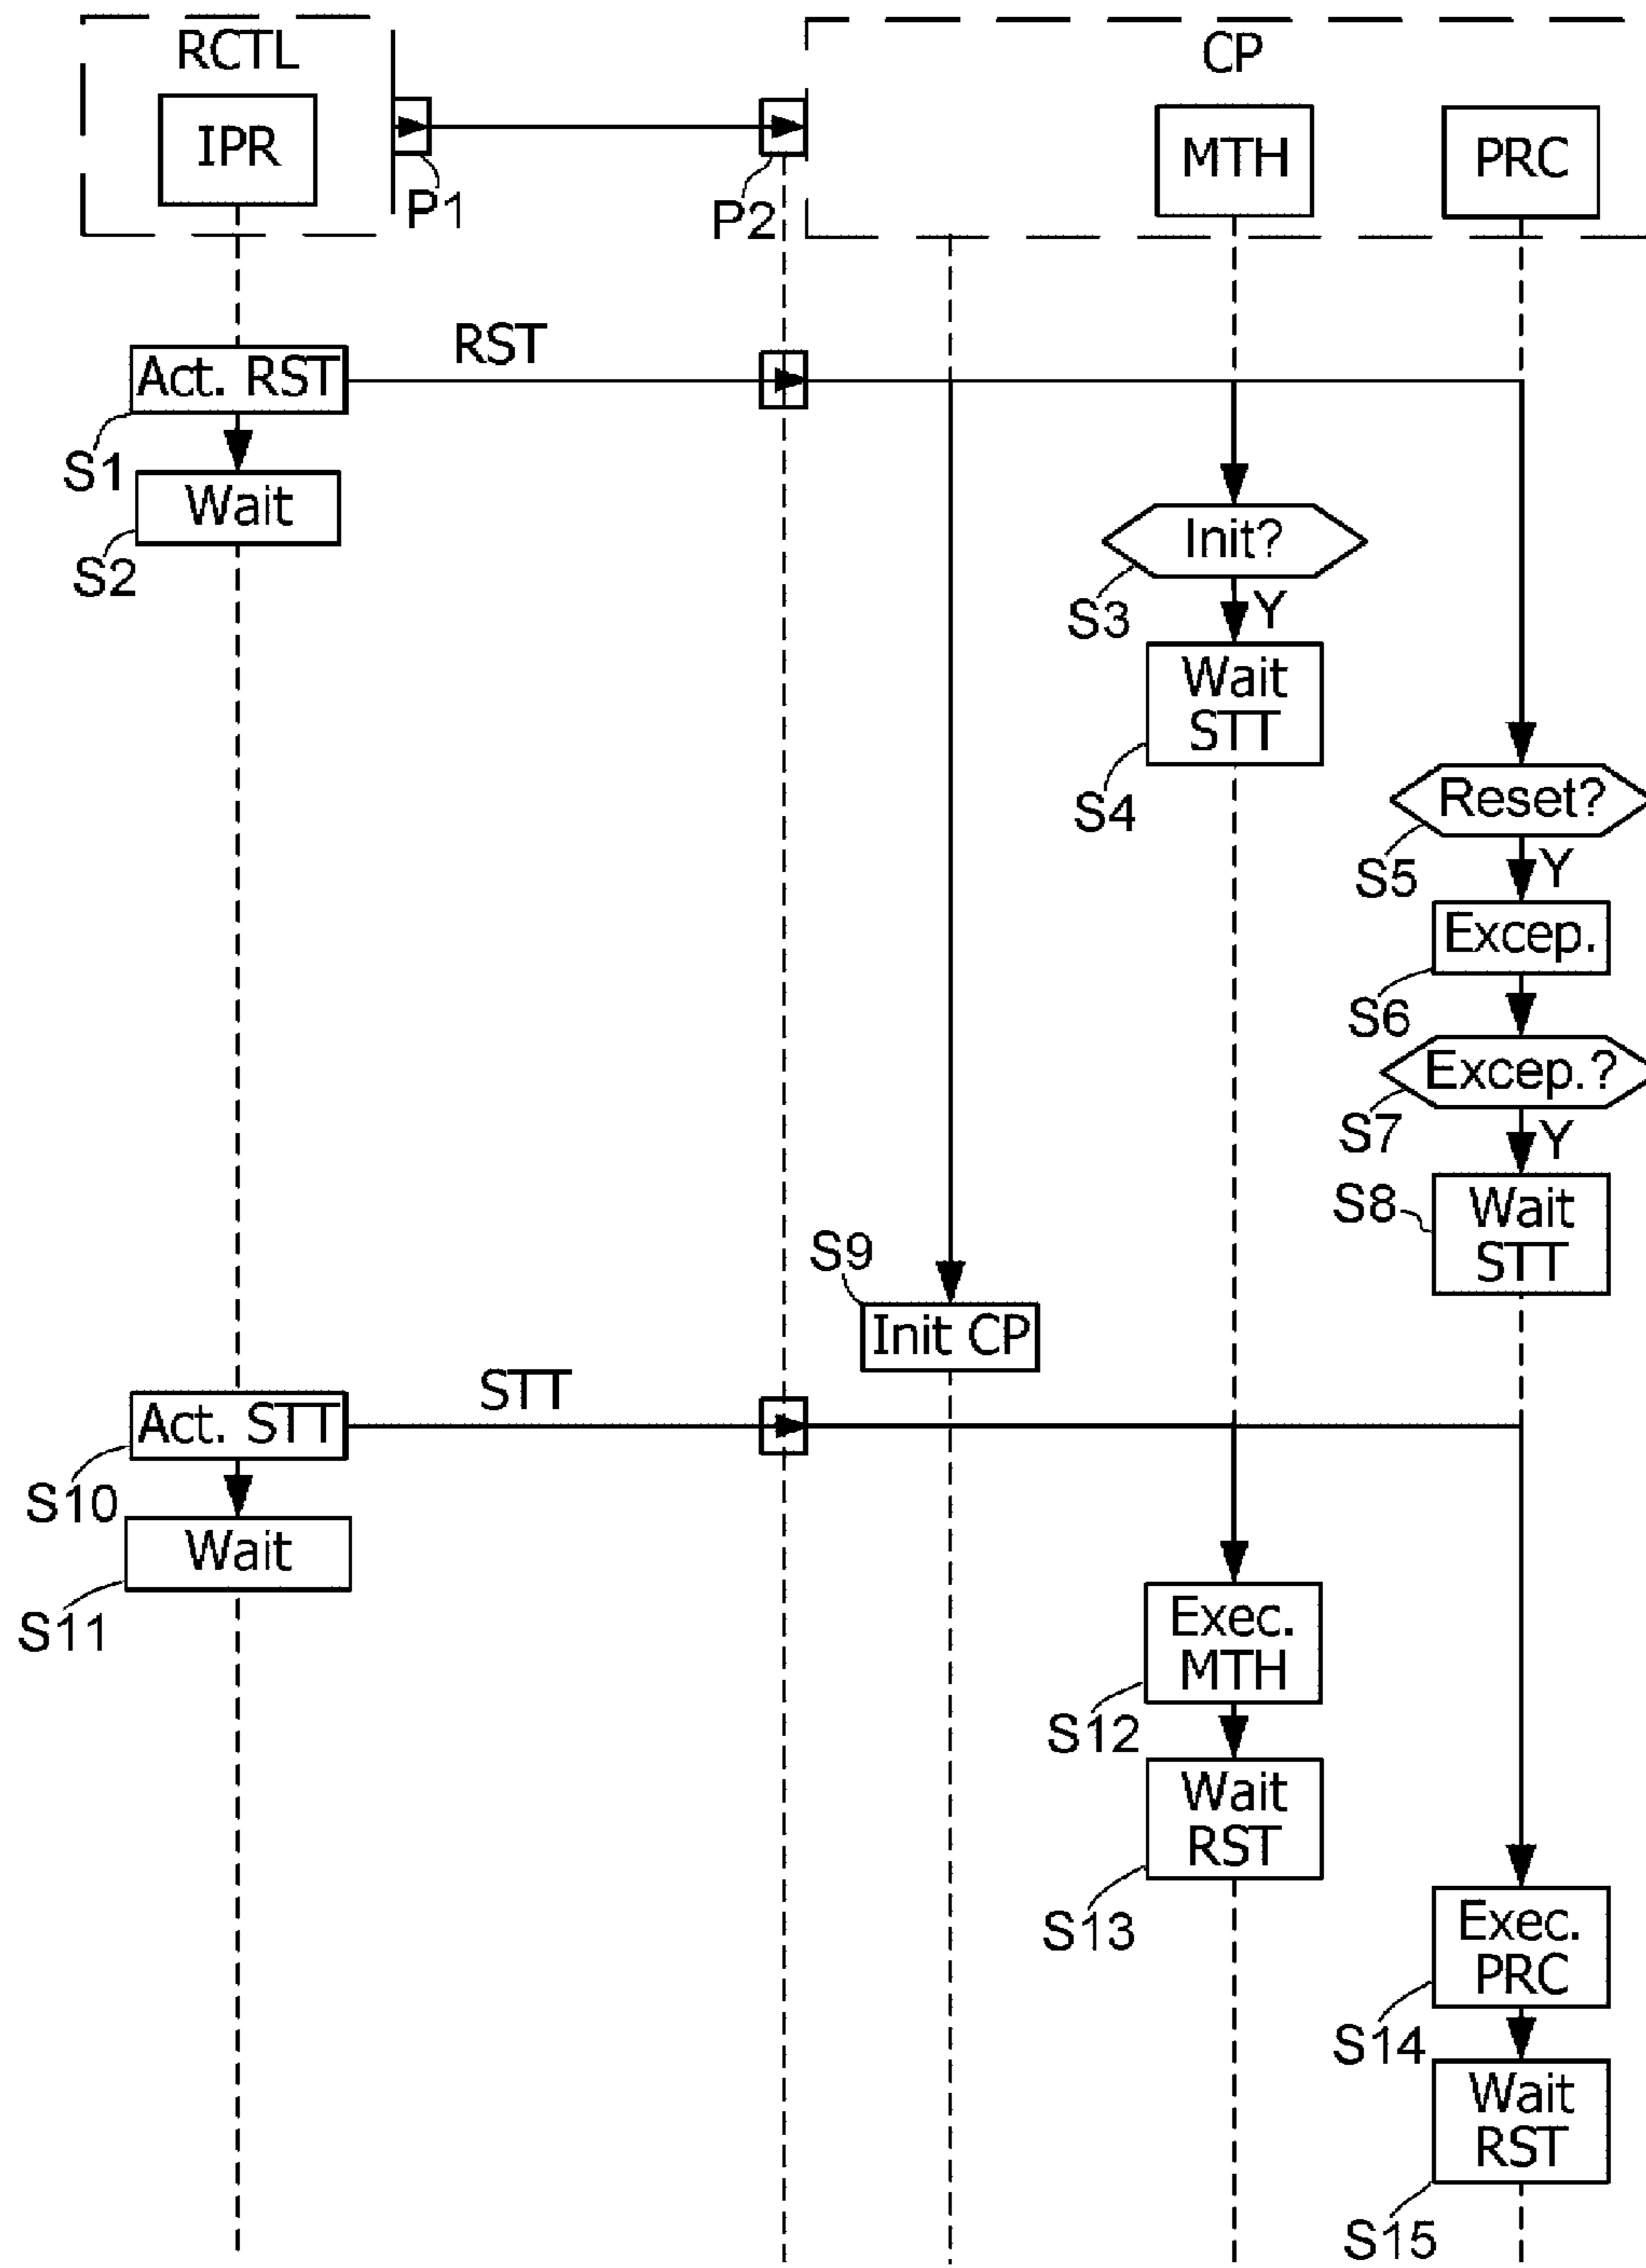 RCTL
CP
IPR
MTH
PRC
P1
P2
RST
Act. RST
S1
Wait
S2
Init?
S3
Y
Wait
STT
S4
Reset?
S5
Y
Excep.
S6
Excep.?
S7
Y
S8
Wait
STT
S9
Init CP
STT
Act. STT
S10
Wait
S11
Exec.
MTH
S12
Wait
RST
S13
Exec.
PRC
S14
Wait
RST
S15